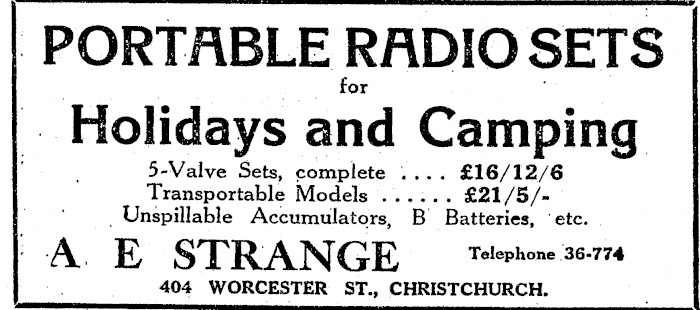 PORTABLE RADIO SETS
for
Holidays and Camping
5-Valve Sets, complete .... £16/12/6
Transportable Models ...... £21/5/-
Unspillable Accumulators, B Batteries, etc.
A E STRANGE Telephone 36-774
404 WORCESTER ST., CHRISTCHURCH.